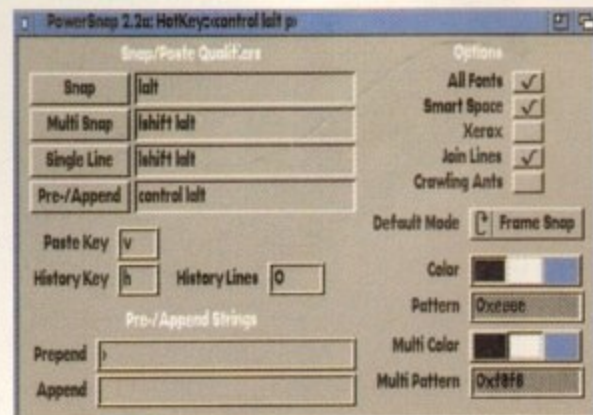 PowerSnap 2.2a: HotKey=<control lalt p>
Snap/Paste Qualifiers
Snap lalt
Multi Snap lshift lalt
Single Line lshift lalt
Pre-/Append control lalt
Paste Key v
History Key h History Lines 0
Pre-/Append Strings
Prepend >
Append
Options
All Fonts ✓
Smart Space ✓
Xerox
Join Lines ✓
Crawling Ants
Default Mode Frame Snap
Color
Pattern 0xeeee
Multi Color
Multi Pattern 0xf8f8